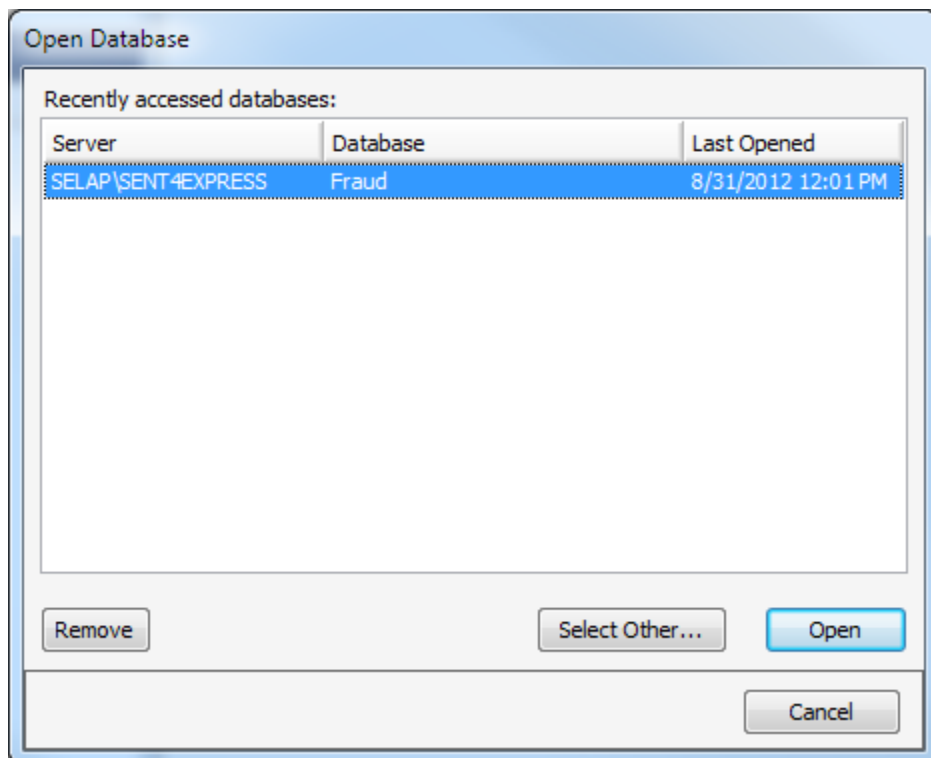 Open Database
Recently accessed databases:
Server Database Last Opened
SELAP\SENT4EXPRESS Fraud 8/31/2012 12:01 PM
Remove Select Other... Open
Cancel